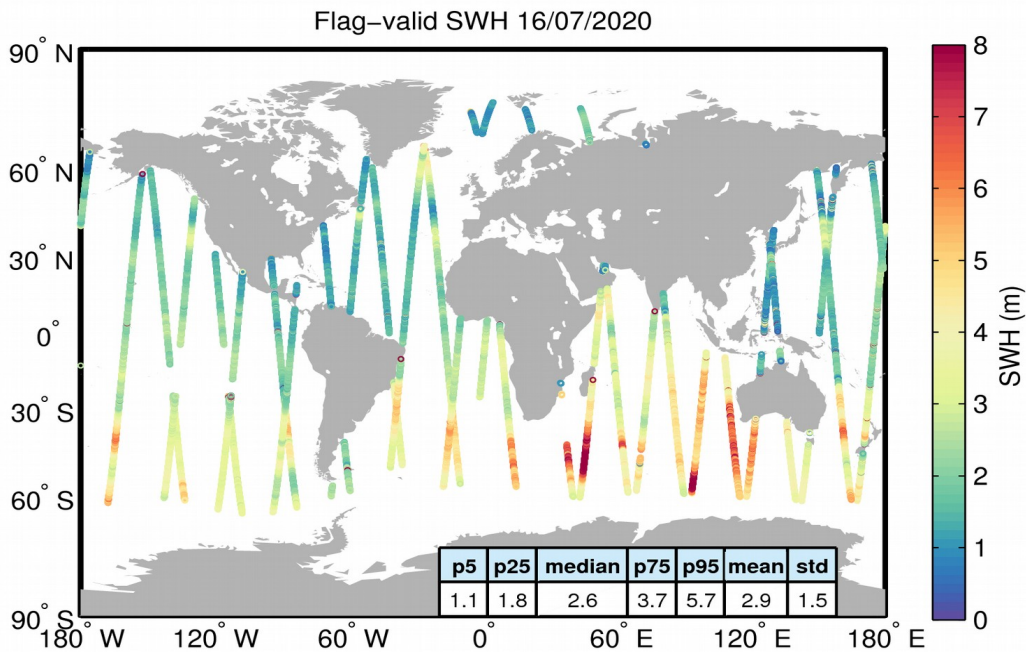 Flag−valid SWH 16/07/2020
90° N
60° N
30° N
0°
30° S
60° S
90° S
180° W
120° W
60° W
0°
60° E
120° E
180° E
p5 p25 median p75 p95 mean std
1.1 1.8 2.6 3.7 5.7 2.9 1.5
8
7
6
5
4
3
2
1
0
SWH (m)